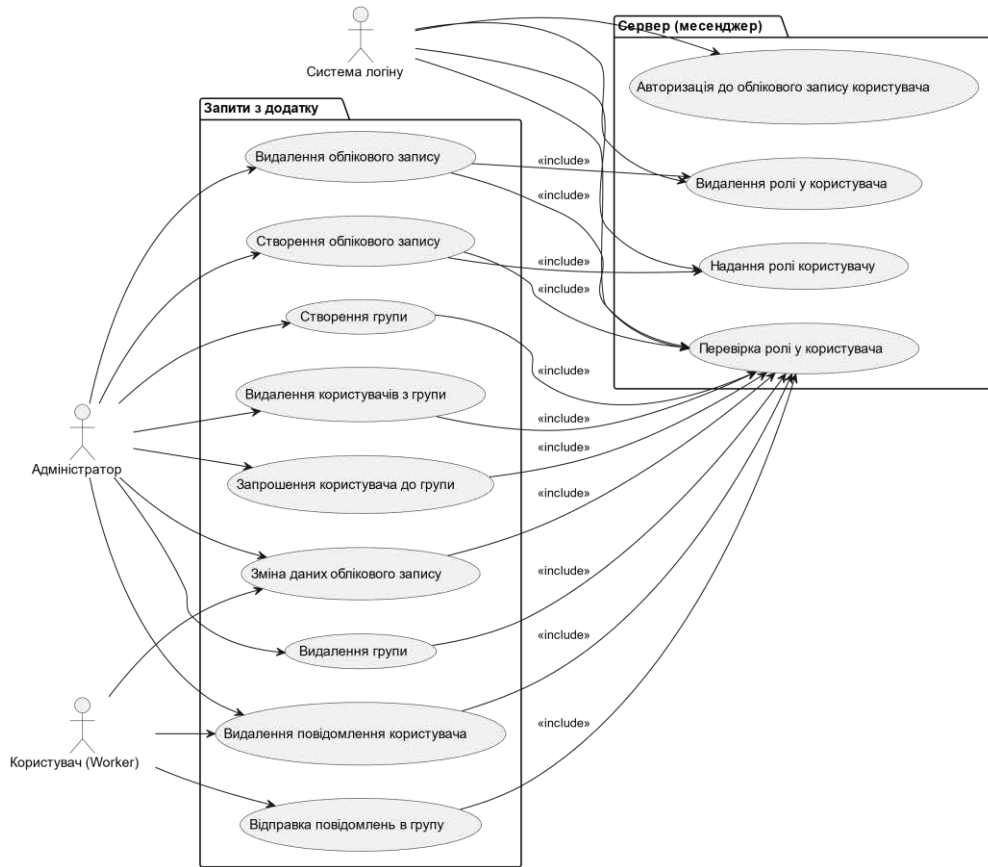 Система логіну
Сервер (месенджер)
Авторизація до облікового запису користувача
Видалення ролі у користувача
Надання ролі користувачу
Перевірка ролі у користувача
Запити з додатку
Видалення облікового запису
Створення облікового запису
Створення групи
Видалення користувачів з групи
Запрошення користувача до групи
Зміна даних облікового запису
Видалення групи
Видалення повідомлення користувача
Відправка повідомлень в групу
«include»
«include»
«include»
«include»
«include»
«include»
«include»
«include»
«include»
«include»
Адміністратор
Користувач (Worker)